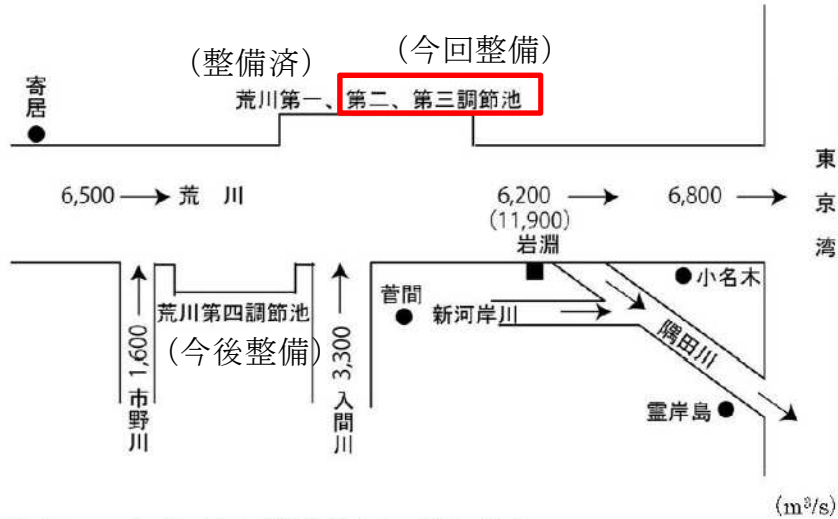 (整備済)
(今回整備)
寄居
荒川第一、第二、第三調節池
6,500
荒川
6,200
(11,900)
岩淵
6,800
東京湾
荒川第四調節池
(今後整備)
1,600
市野川
3,300
入間川
菅間
新河岸川
小名木
隅田川
霊岸島
(m³/s)